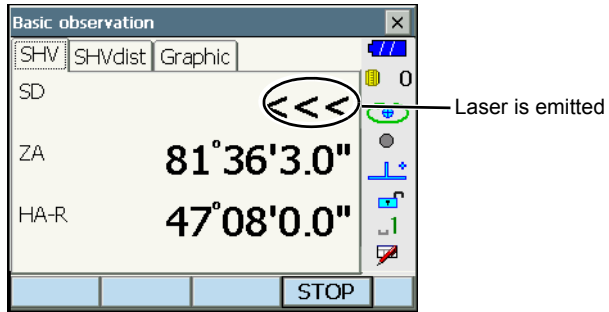 Basic observation
SHV SHVdist Graphic
SD <<<
Laser is emitted
ZA 81°36'3.0"
HA-R 47°08'0.0"
0
1
STOP